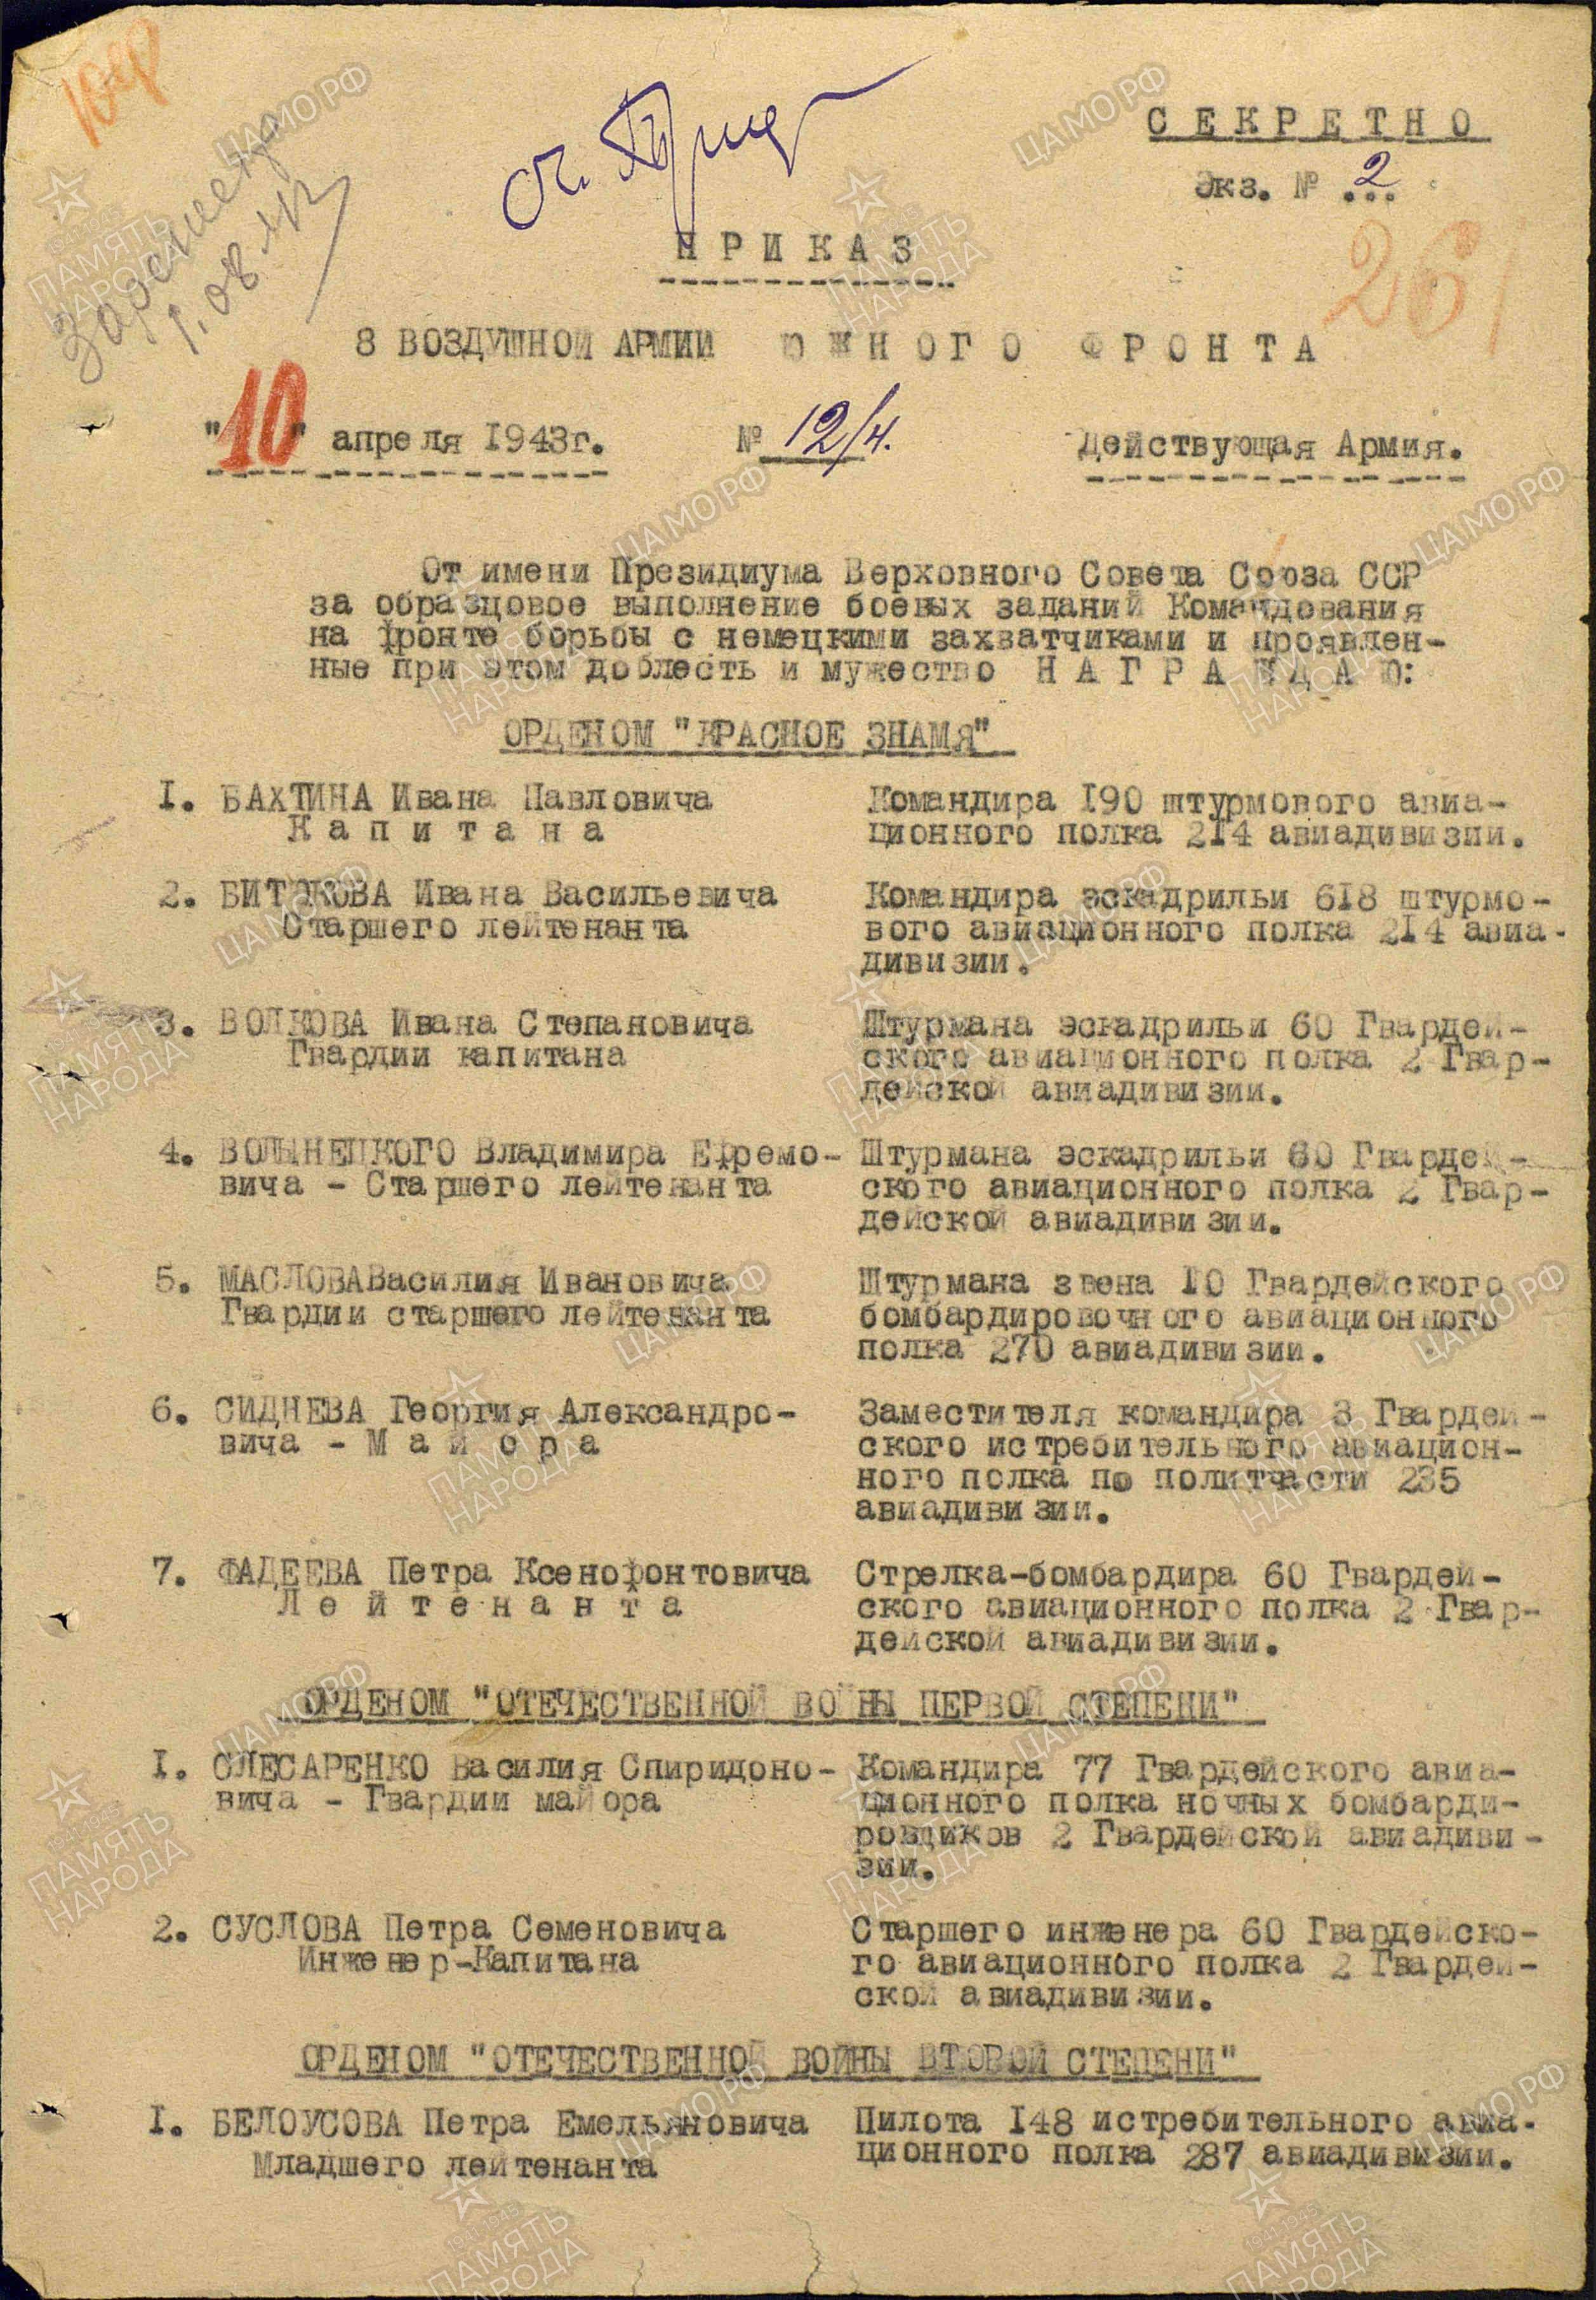 СЕКРЕТНО
Экз. № 2
261
ПРИКАЗ
8 ВОЗДУШНОЙ АРМИИ ЮЖНОГО ФРОНТА
"10" апреля 1943г. № 12/н. Действующая Армия.
От имени Президиума Верховного Совета Союза ССР
за образцовое выполнение боевых заданий Командования
на фронте борьбы с немецкими захватчиками и проявлен-
ные при этом доблесть и мужество НАГРАЖДАЮ:
ОРДЕНОМ "КРАСНОЕ ЗНАМЯ"
1. БАХТИНА Ивана Павловича Командира 190 штурмового авиа-
Капитана ционного полка 214 авиадивизии.
2. БИТЮКОВА Ивана Васильевича Командира эскадрильи 618 штурмо-
Старшего лейтенанта вого авиационного полка 214 авиа-
дивизии.
3. ВОЛКОВА Ивана Степановича Штурмана эскадрильи 60 Гвардей-
Гвардии капитана ского авиационного полка 2 Гвар-
дейской авиадивизии.
4. ВОЛЫНЕЦКОГО Владимира Ефремо- Штурмана эскадрильи 60 Гвардей-
вича - Старшего лейтенанта ского авиационного полка 2 Гвар-
дейской авиадивизии.
5. МАСЛОВАВасилия Ивановича Штурмана звена 10 Гвардейского
Гвардии старшего лейтенанта бомбардировочного авиационного
полка 270 авиадивизии.
6. СИДНЕВА Георгия Александро- Заместителя командира 3 Гвардей-
вича - Майора ского истребительного авиацион-
ного полка по политчасти 235
авиадивизии.
7. ФАДЕЕВА Петра Ксенофонтовича Стрелка-бомбардира 60 Гвардей-
Лейтенанта ского авиационного полка 2 Гвар-
дейской авиадивизии.
ОРДЕНОМ "ОТЕЧЕСТВЕННОЙ ВОЙНЫ ПЕРВОЙ СТЕПЕНИ"
1. СЛЕСАРЕНКО Василия Спиридоно- Командира 77 Гвардейского авиа-
вича - Гвардии майора ционного полка ночных бомбарди-
ровщиков 2 Гвардейской авиадиви-
зии.
2. СУСЛОВА Петра Семеновича Старшего инженера 60 Гвардейско-
Инженер-Капитана го авиационного полка 2 Гвардей-
ской авиадивизии.
ОРДЕНОМ "ОТЕЧЕСТВЕННОЙ ВОЙНЫ ВТОРОЙ СТЕПЕНИ"
1. БЕЛОУСОВА Петра Емельяновича Пилота 148 истребительного авиа-
Младшего лейтенанта ционного полка 287 авиадивизии.
ЦАМО.РФ
ПАМЯТЬ
НАРОДА